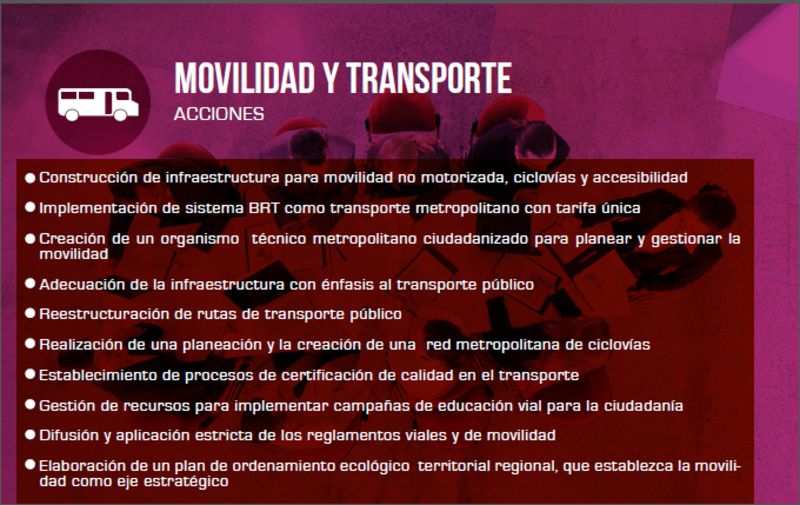 MOVILIDAD Y TRANSPORTE
ACCIONES
Construcción de infraestructura para movilidad no motorizada, ciclovías y accesibilidad
Implementación de sistema BRT como transporte metropolitano con tarifa única
Creación de un organismo técnico metropolitano ciudadanizado para planear y gestionar la
movilidad
Adecuación de la infraestructura con énfasis al transporte público
Reestructuración de rutas de transporte público
Realización de una planeación y la creación de una red metropolitana de ciclovías
Establecimiento de procesos de certificación de calidad en el transporte
Gestión de recursos para implementar campañas de educación vial para la ciudadanía
Difusión y aplicación estricta de los reglamentos viales y de movilidad
Elaboración de un plan de ordenamiento ecológico territorial regional, que establezca la movili-
dad como eje estratégico